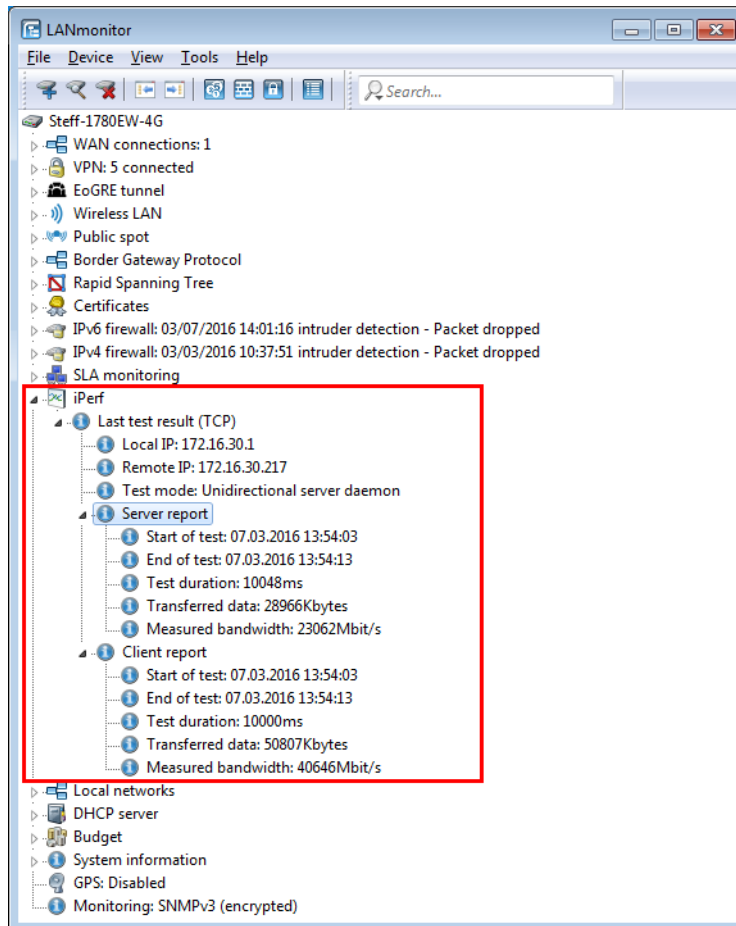 LANmonitor
File Device View Tools Help
Search...
Steff-1780EW-4G
WAN connections: 1
VPN: 5 connected
EoGRE tunnel
Wireless LAN
Public spot
Border Gateway Protocol
Rapid Spanning Tree
Certificates
IPv6 firewall: 03/07/2016 14:01:16 intruder detection - Packet dropped
IPv4 firewall: 03/03/2016 10:37:51 intruder detection - Packet dropped
SLA monitoring
iPerf
Last test result (TCP)
Local IP: 172.16.30.1
Remote IP: 172.16.30.217
Test mode: Unidirectional server daemon
Server report
Start of test: 07.03.2016 13:54:03
End of test: 07.03.2016 13:54:13
Test duration: 10048ms
Transferred data: 28966Kbytes
Measured bandwidth: 23062Mbit/s
Client report
Start of test: 07.03.2016 13:54:03
End of test: 07.03.2016 13:54:13
Test duration: 10000ms
Transferred data: 50807Kbytes
Measured bandwidth: 40646Mbit/s
Local networks
DHCP server
Budget
System information
GPS: Disabled
Monitoring: SNMPv3 (encrypted)